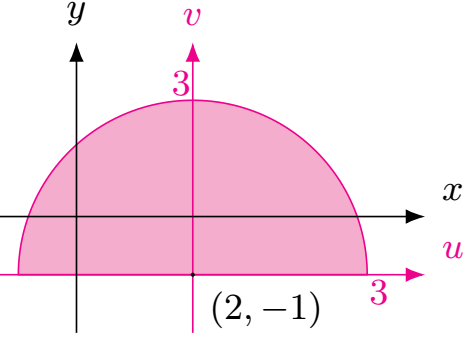 y v
3
x
u
(2, −1) 3